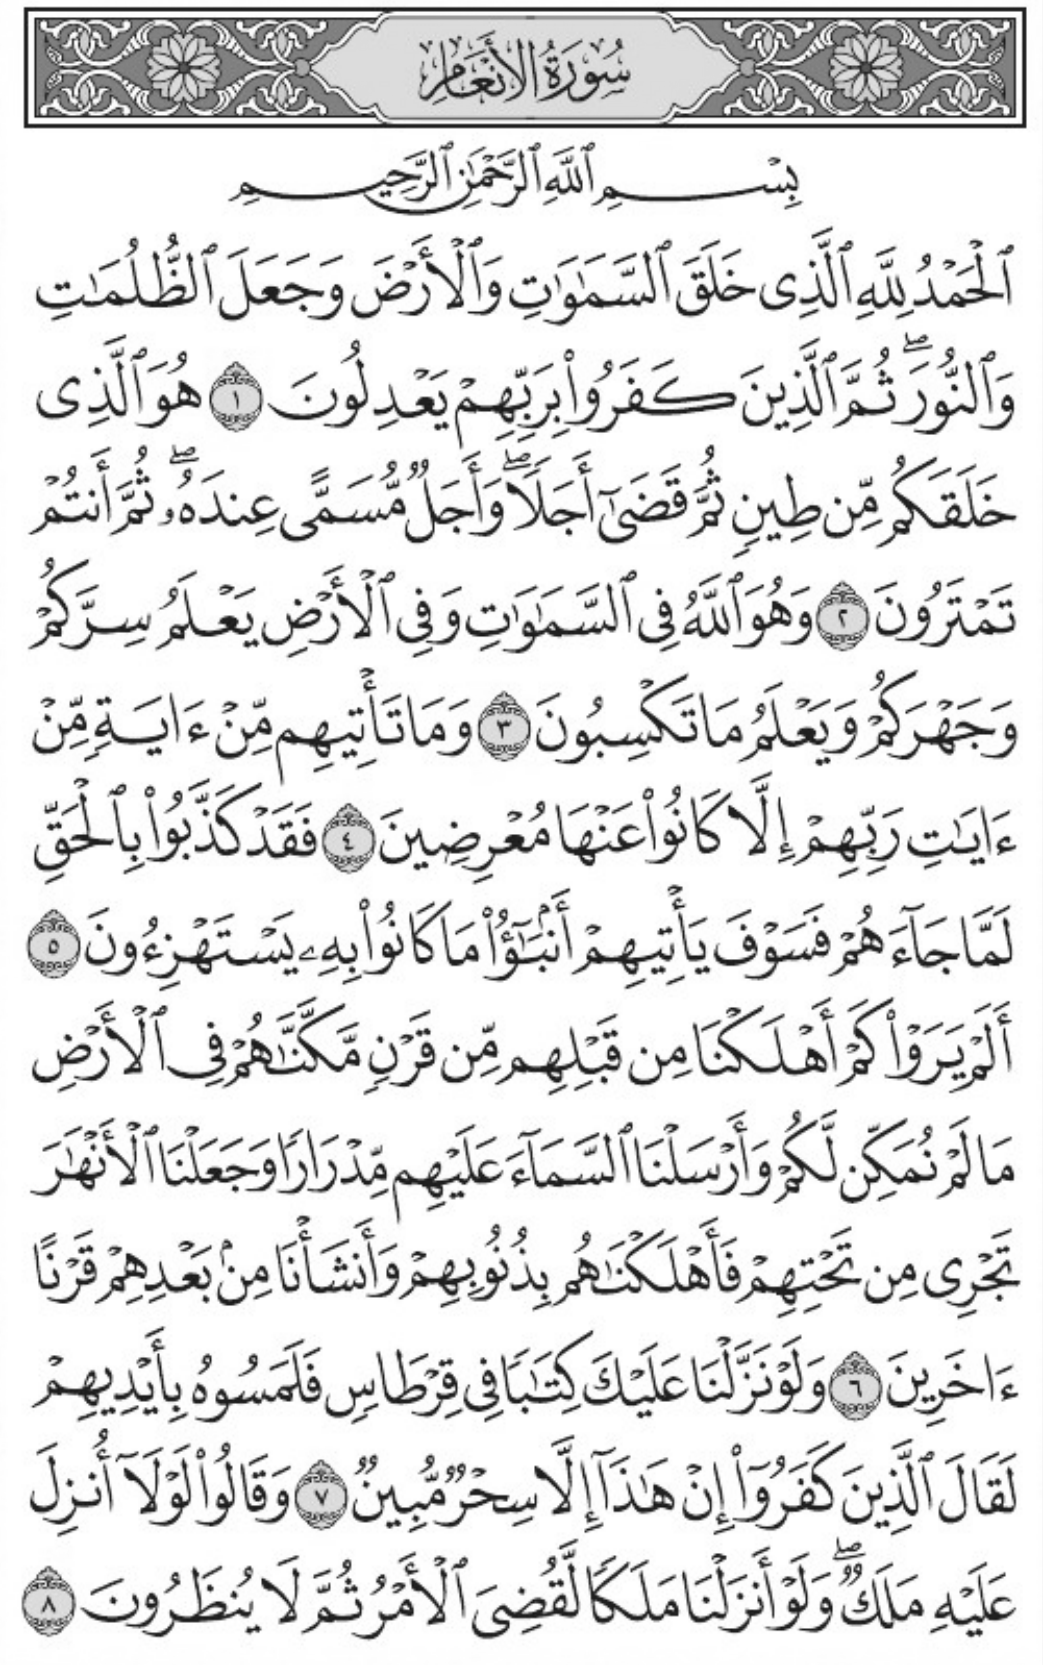 سُورَةُ الأَنْعَامِ
بِسْمِ ٱللَّهِ ٱلرَّحْمَٰنِ ٱلرَّحِيمِ
ٱلْحَمْدُ لِلَّهِ ٱلَّذِى خَلَقَ ٱلسَّمَٰوَٰتِ وَٱلْأَرْضَ وَجَعَلَ ٱلظُّلُمَٰتِ
وَٱلنُّورَۖ ثُمَّ ٱلَّذِينَ كَفَرُوا۟ بِرَبِّهِمْ يَعْدِلُونَ ١ هُوَ ٱلَّذِى
خَلَقَكُم مِّن طِينٍ ثُمَّ قَضَىٰٓ أَجَلًاۖ وَأَجَلٌ مُّسَمًّى عِندَهُۥۖ ثُمَّ أَنتُمْ
تَمْتَرُونَ ٢ وَهُوَ ٱللَّهُ فِى ٱلسَّمَٰوَٰتِ وَفِى ٱلْأَرْضِ يَعْلَمُ سِرَّكُمْ
وَجَهْرَكُمْ وَيَعْلَمُ مَا تَكْسِبُونَ ٣ وَمَا تَأْتِيهِم مِّنْ ءَايَةٍ مِّنْ
ءَايَٰتِ رَبِّهِمْ إِلَّا كَانُوا۟ عَنْهَا مُعْرِضِينَ ٤ فَقَدْ كَذَّبُوا۟ بِٱلْحَقِّ
لَمَّا جَآءَهُمْ فَسَوْفَ يَأْتِيهِمْ أَنۢبَٰٓؤُا۟ مَا كَانُوا۟ بِهِۦ يَسْتَهْزِءُونَ ٥
أَلَمْ يَرَوْا۟ كَمْ أَهْلَكْنَا مِن قَبْلِهِم مِّن قَرْنٍ مَّكَّنَّٰهُمْ فِى ٱلْأَرْضِ
مَا لَمْ نُمَكِّن لَّكُمْ وَأَرْسَلْنَا ٱلسَّمَآءَ عَلَيْهِم مِّدْرَارًا وَجَعَلْنَا ٱلْأَنْهَٰرَ
تَجْرِى مِن تَحْتِهِمْ فَأَهْلَكْنَٰهُم بِذُنُوبِهِمْ وَأَنشَأْنَا مِنۢ بَعْدِهِمْ قَرْنًا
ءَاخَرِينَ ٦ وَلَوْ نَزَّلْنَا عَلَيْكَ كِتَٰبًا فِى قِرْطَاسٍ فَلَمَسُوهُ بِأَيْدِيهِمْ
لَقَالَ ٱلَّذِينَ كَفَرُوٓا۟ إِنْ هَٰذَآ إِلَّا سِحْرٌ مُّبِينٌ ٧ وَقَالُوا۟ لَوْلَآ أُنزِلَ
عَلَيْهِ مَلَكٌۖ وَلَوْ أَنزَلْنَا مَلَكًا لَّقُضِىَ ٱلْأَمْرُ ثُمَّ لَا يُنظَرُونَ ٨